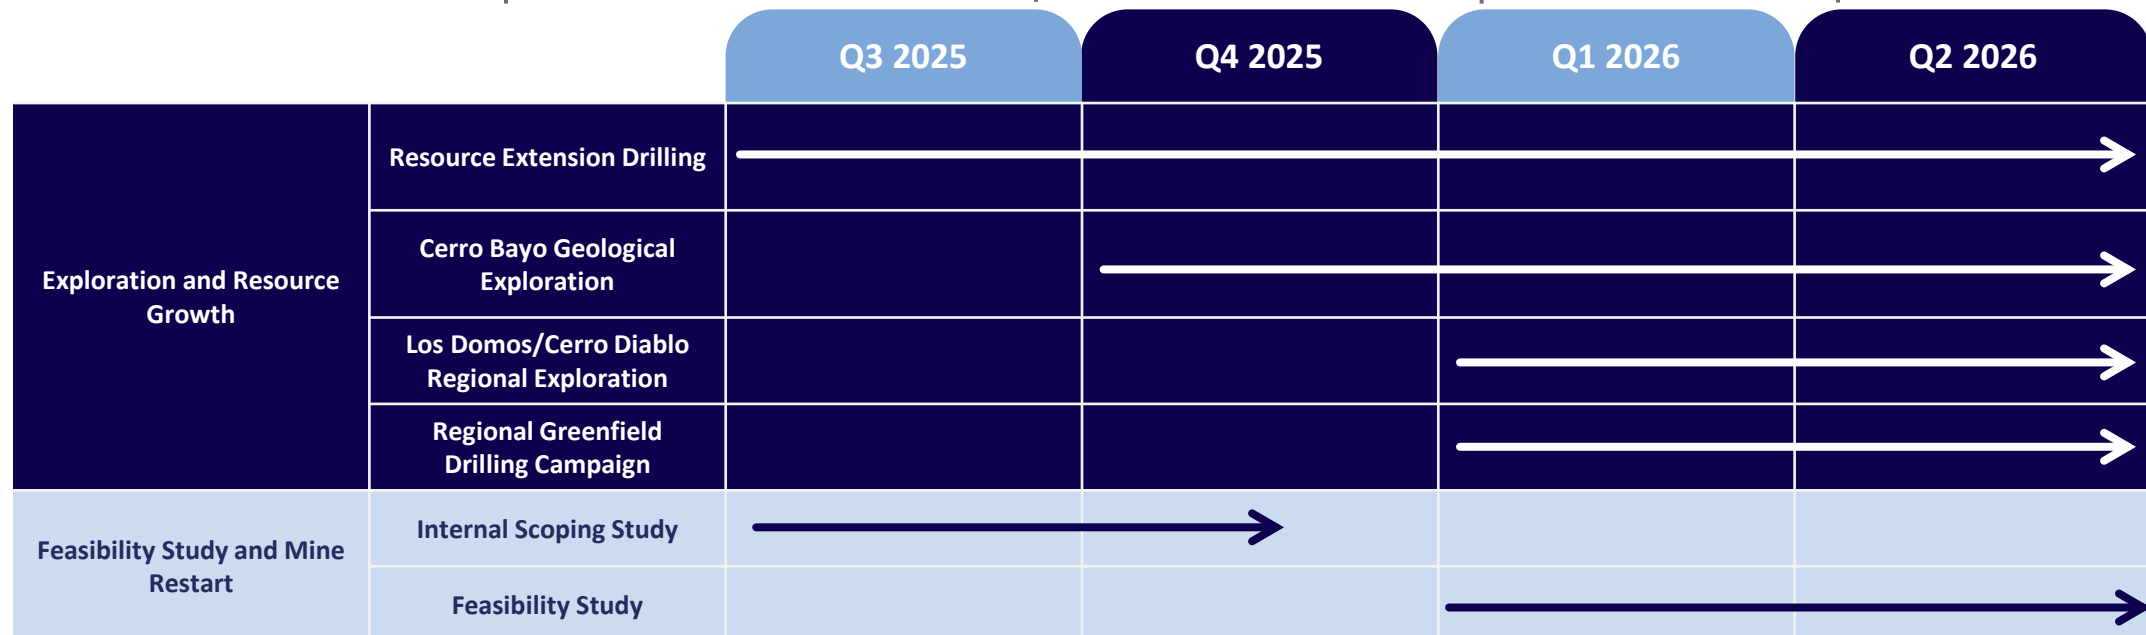 Q3 2025
Q4 2025
Q1 2026
Q2 2026
Exploration and Resource
Growth
Resource Extension Drilling
Cerro Bayo Geological
Exploration
Los Domos/Cerro Diablo
Regional Exploration
Regional Greenfield
Drilling Campaign
Feasibility Study and Mine
Restart
Internal Scoping Study
Feasibility Study